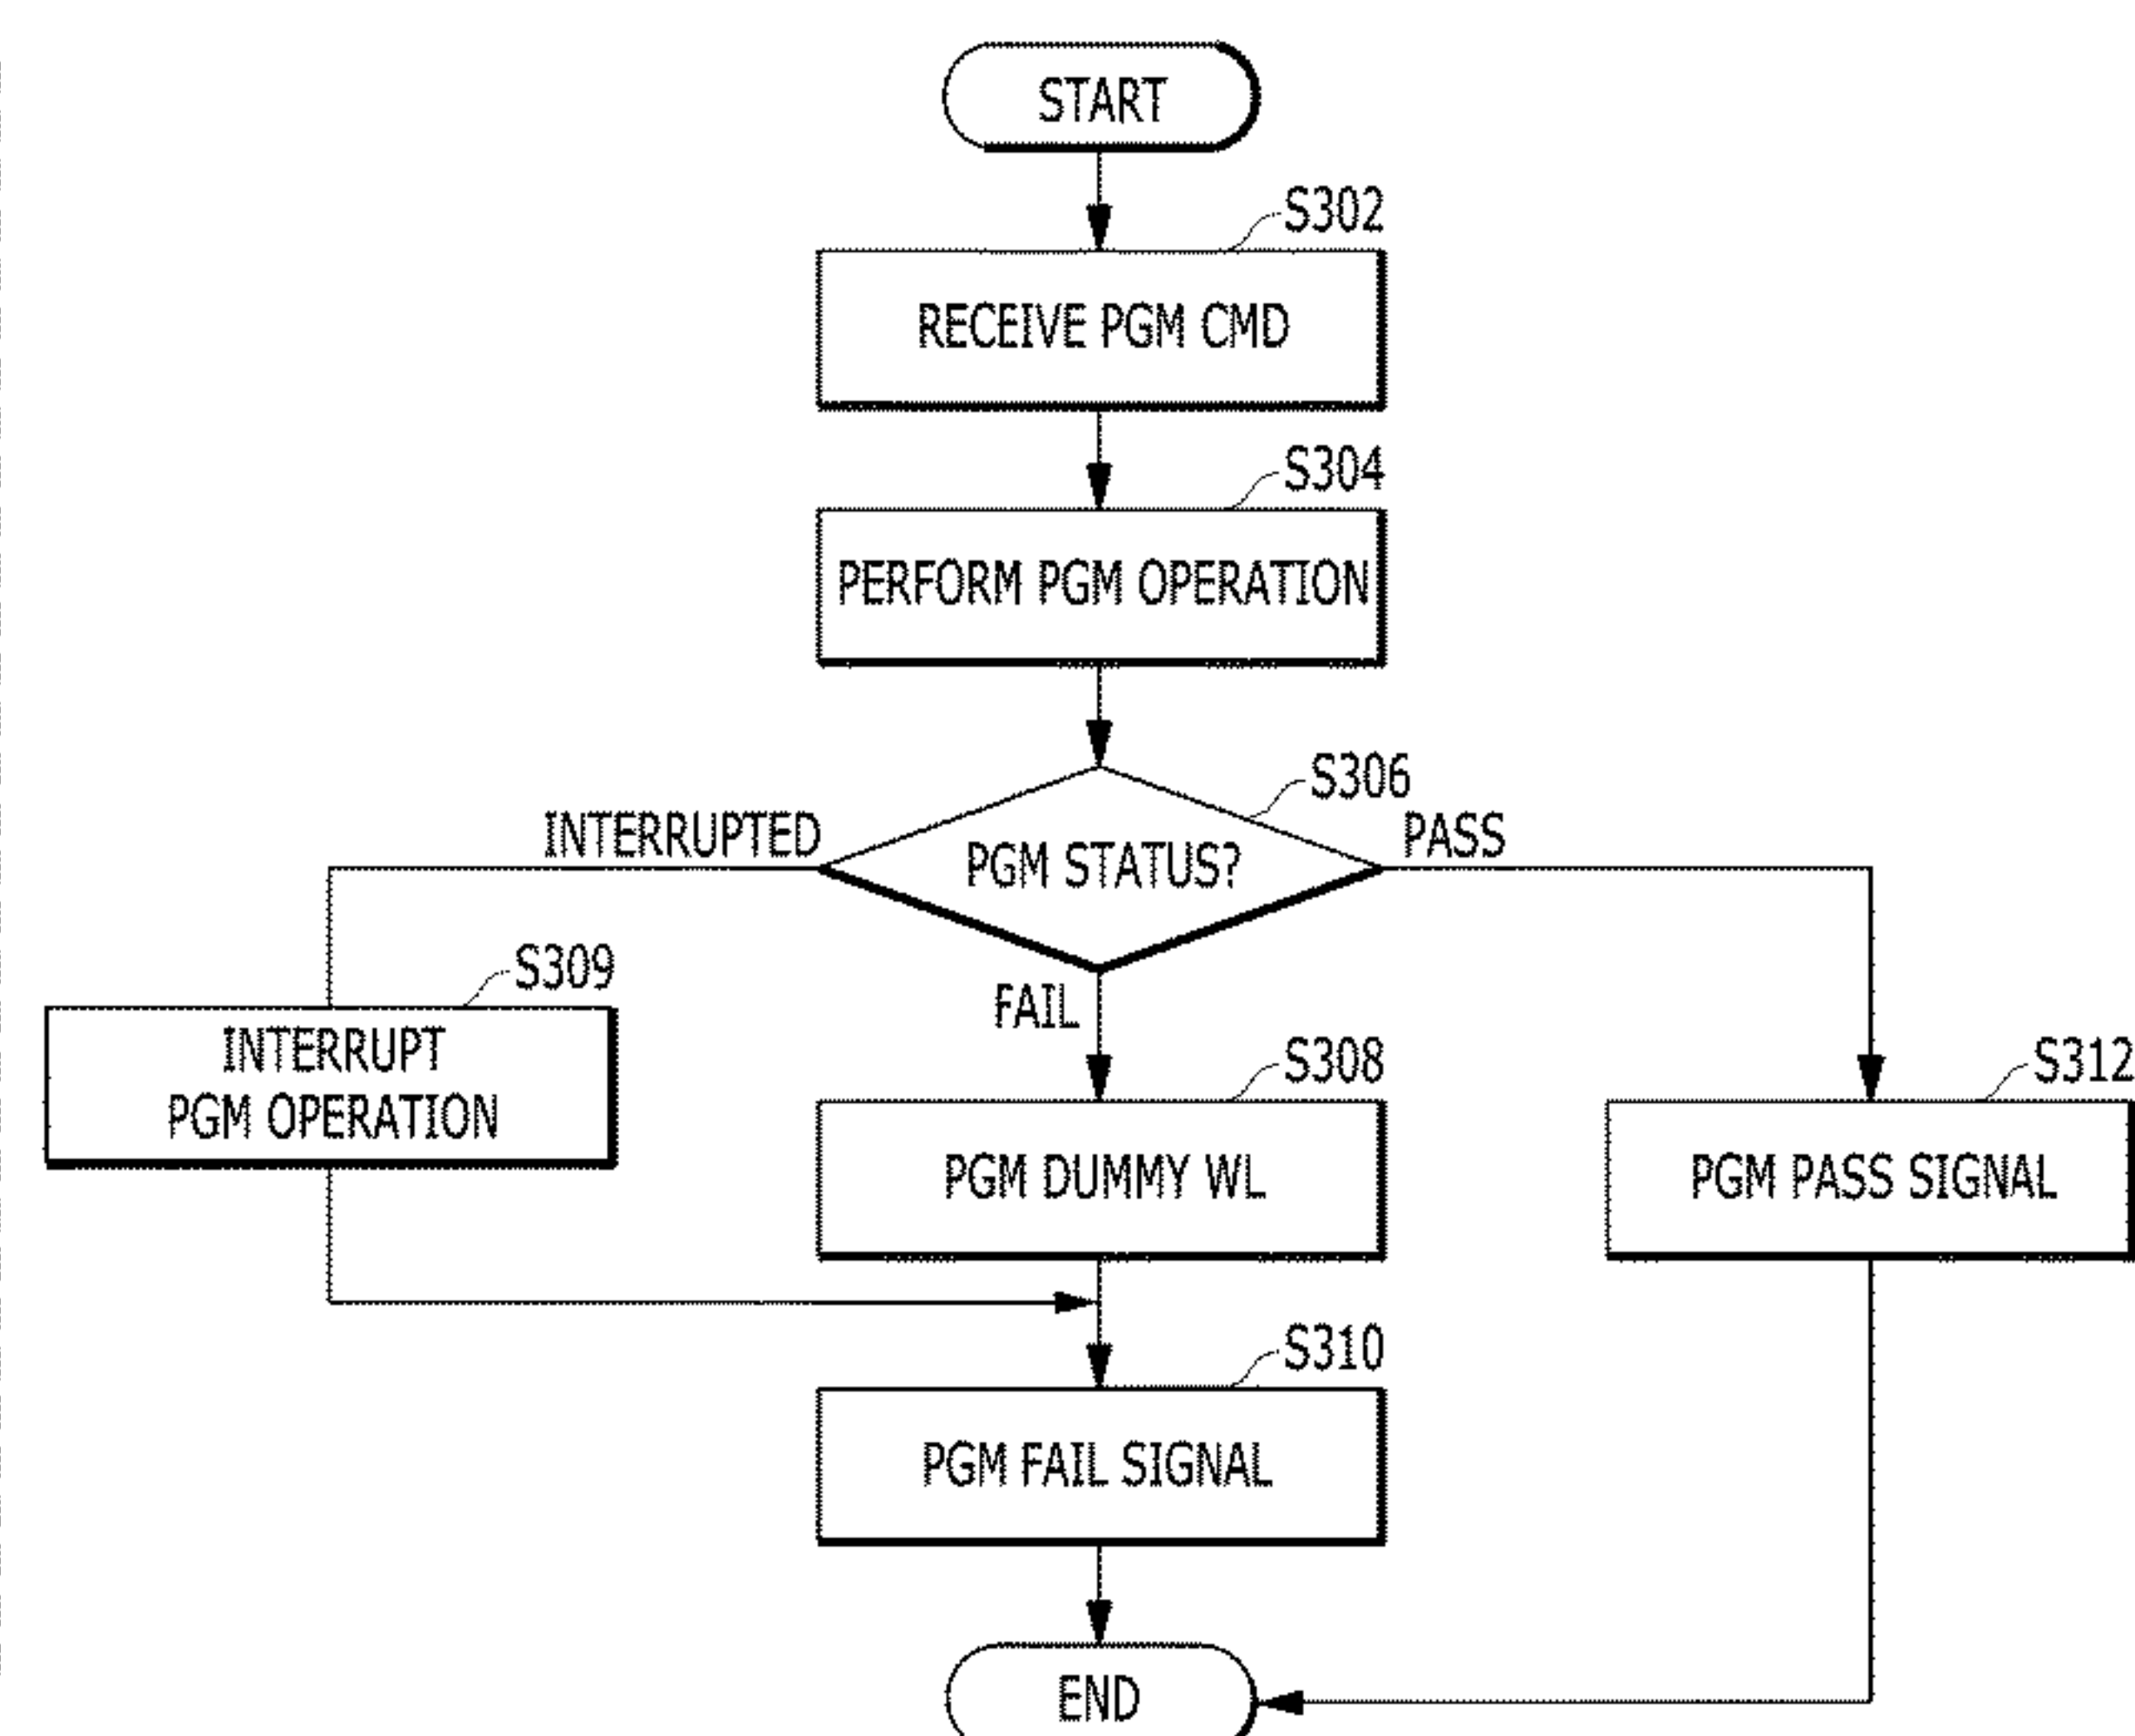 START
S302
RECEIVE PGM CMD
S304
PERFORM PGM OPERATION
S306
INTERRUPTED
PGM STATUS?
PASS
S309
INTERRUPT
PGM OPERATION
FAIL
S308
PGM DUMMY WL
S312
PGM PASS SIGNAL
S310
PGM FAIL SIGNAL
END